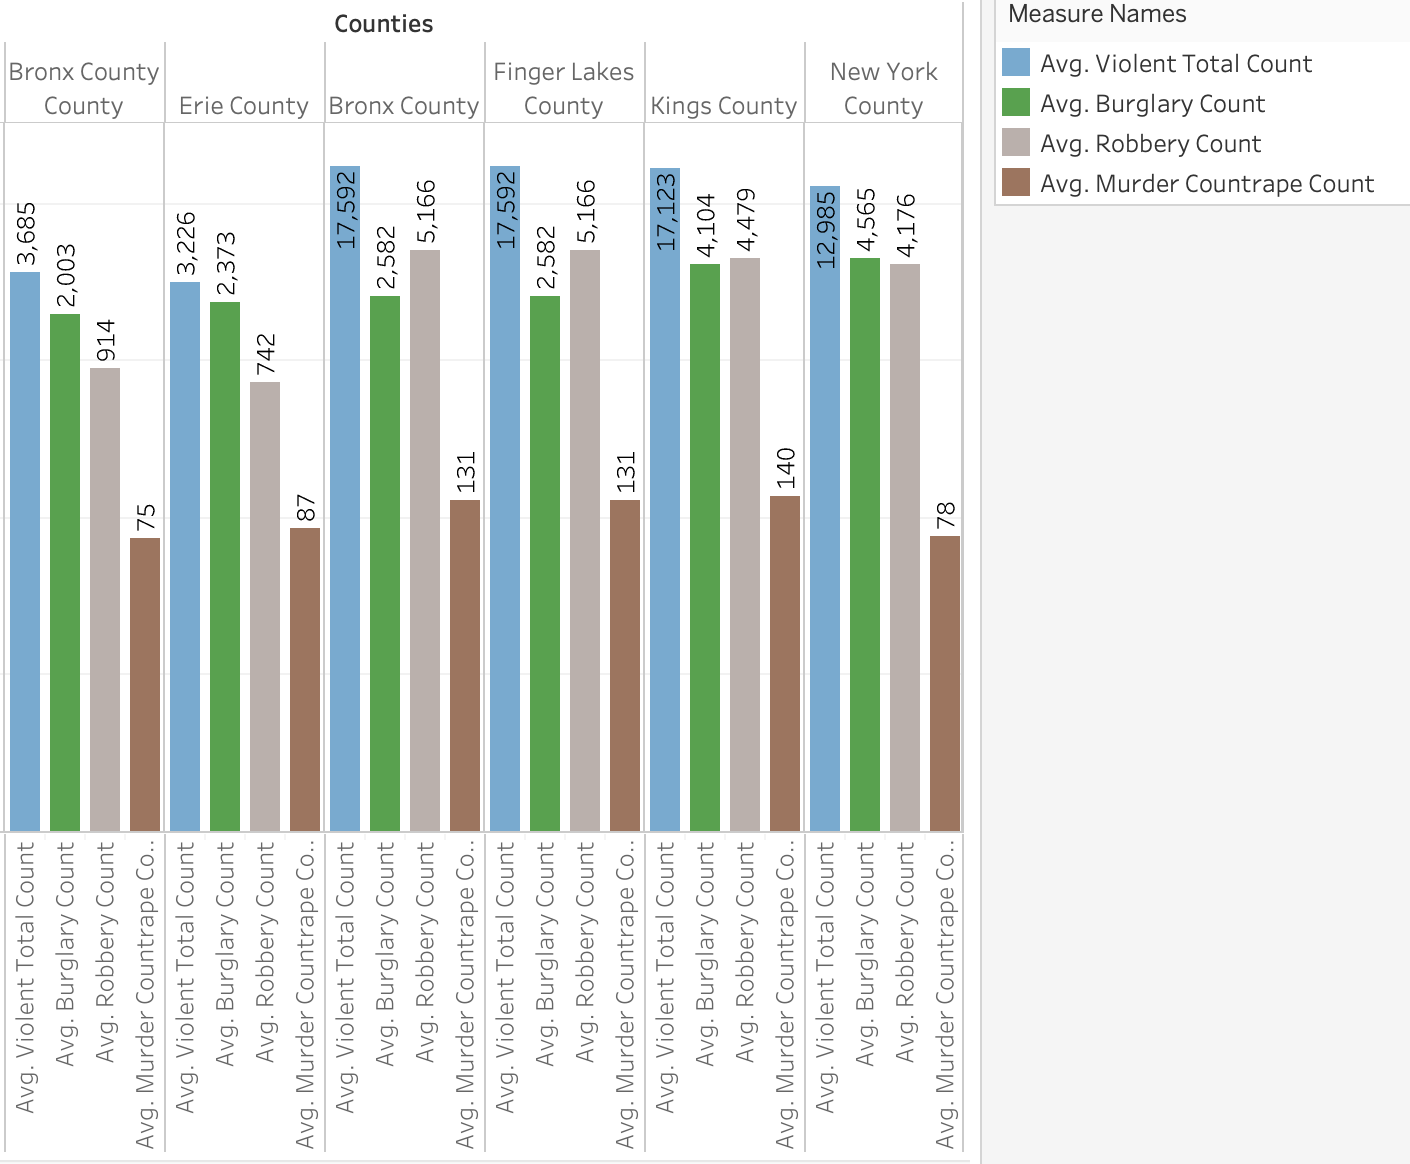 Counties
Bronx County
County
Erie County
Bronx County
Finger Lakes
County
Kings County
New York
County
3,685
2,003
914
75
3,226
2,373
742
87
17,592
2,582
5,166
131
17,592
2,582
5,166
131
17,123
4,104
4,479
140
12,985
4,565
4,176
78
Avg. Violent Total Count
Avg. Burglary Count
Avg. Robbery Count
Avg. Murder Countrape Co..
Avg. Violent Total Count
Avg. Burglary Count
Avg. Robbery Count
Avg. Murder Countrape Co..
Avg. Violent Total Count
Avg. Burglary Count
Avg. Robbery Count
Avg. Murder Countrape Co..
Avg. Violent Total Count
Avg. Burglary Count
Avg. Robbery Count
Avg. Murder Countrape Co..
Avg. Violent Total Count
Avg. Burglary Count
Avg. Robbery Count
Avg. Murder Countrape Co..
Avg. Violent Total Count
Avg. Burglary Count
Avg. Robbery Count
Avg. Murder Countrape Co..
Measure Names
Avg. Violent Total Count
Avg. Burglary Count
Avg. Robbery Count
Avg. Murder Countrape Count